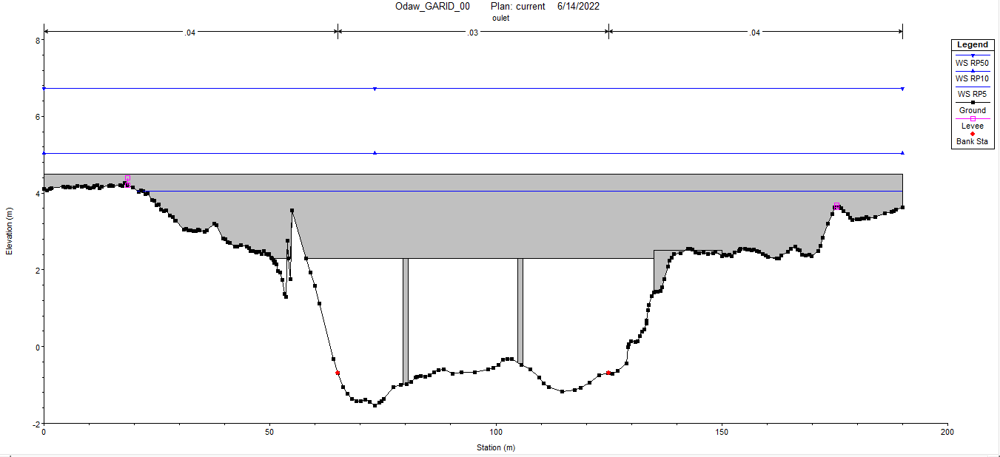 Odaw_GARID_00 Plan: current 6/14/2022
oulet
.04 .03 .04
8
6
4
2
0
-2
0 50 100 150 200
Elevation (m)
Station (m)
Legend
WS RP50
WS RP10
WS RP5
Ground
Levee
Bank Sta